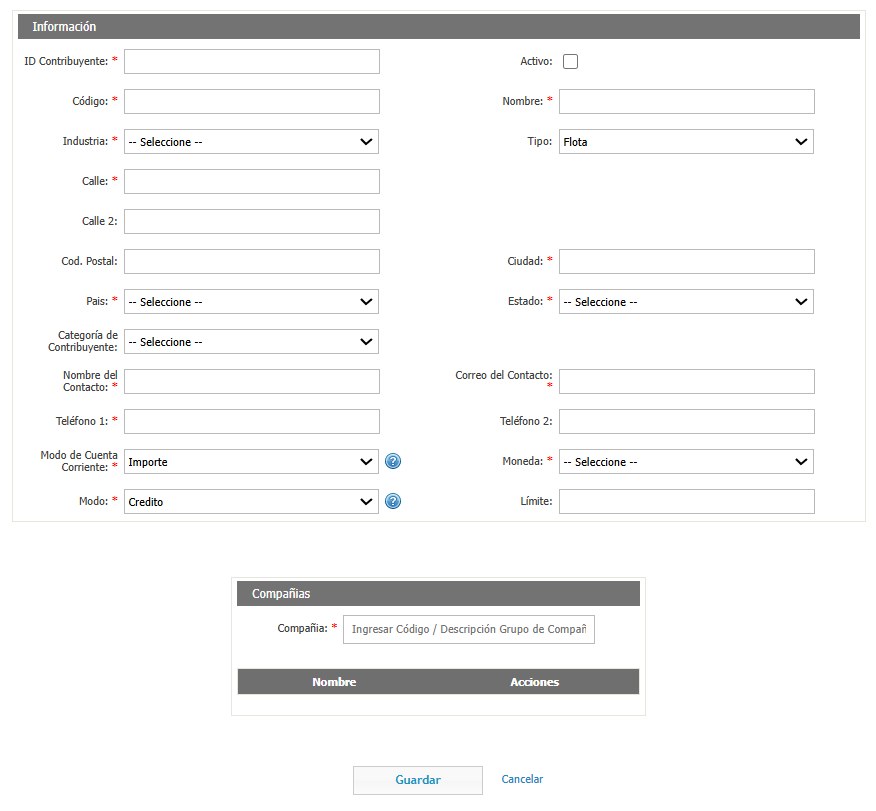 Información
ID Contribuyente: *
Activo:
Código: *
Nombre: *
Industria: * -- Seleccione --
Tipo: Flota
Calle: *
Calle 2:
Cod. Postal:
Ciudad: *
Pais: * -- Seleccione --
Estado: * -- Seleccione --
Categoría de
Contribuyente: -- Seleccione --
Nombre del
Contacto: *
Correo del Contacto:
*
Teléfono 1: *
Teléfono 2:
Modo de Cuenta
Corriente: * Importe ?
Moneda: * -- Seleccione --
Modo: * Credito ?
Límite:
Compañias
Compañia: * Ingresar Código / Descripción Grupo de Compañ
Nombre Acciones
Guardar Cancelar